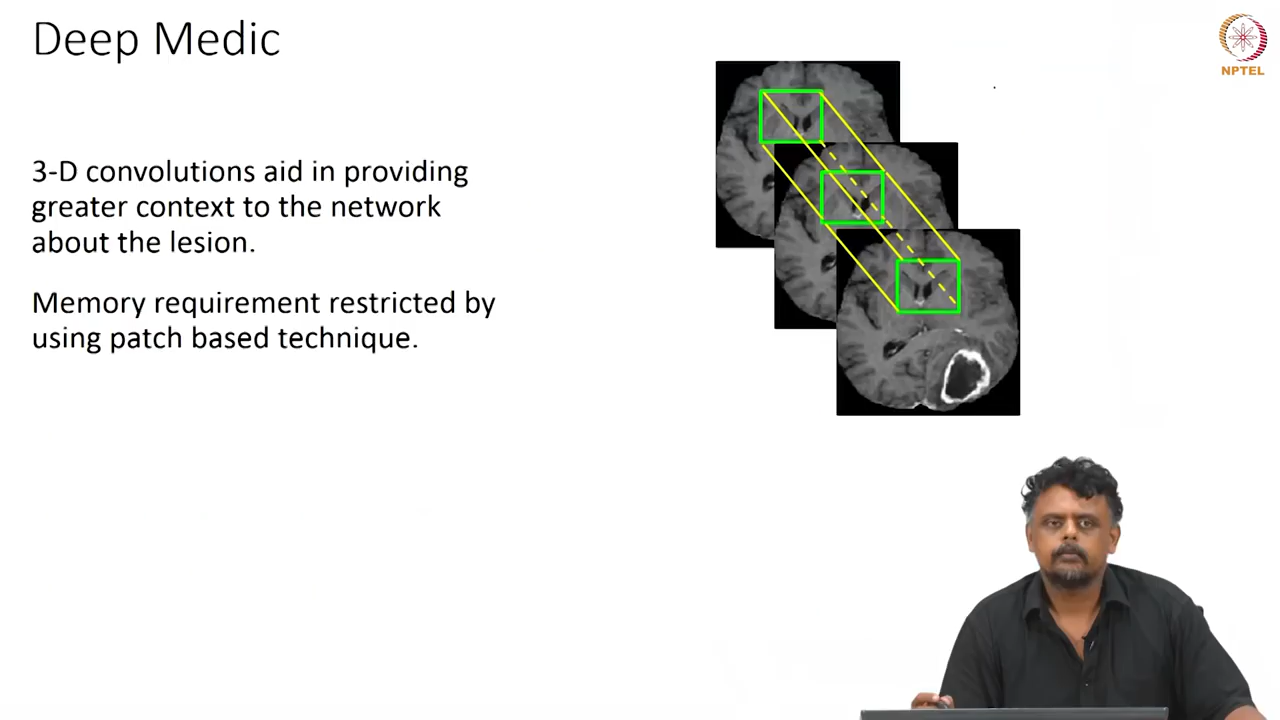 Deep Medic
NPTEL
3-D convolutions aid in providing
greater context to the network
about the lesion.
Memory requirement restricted by
using patch based technique.